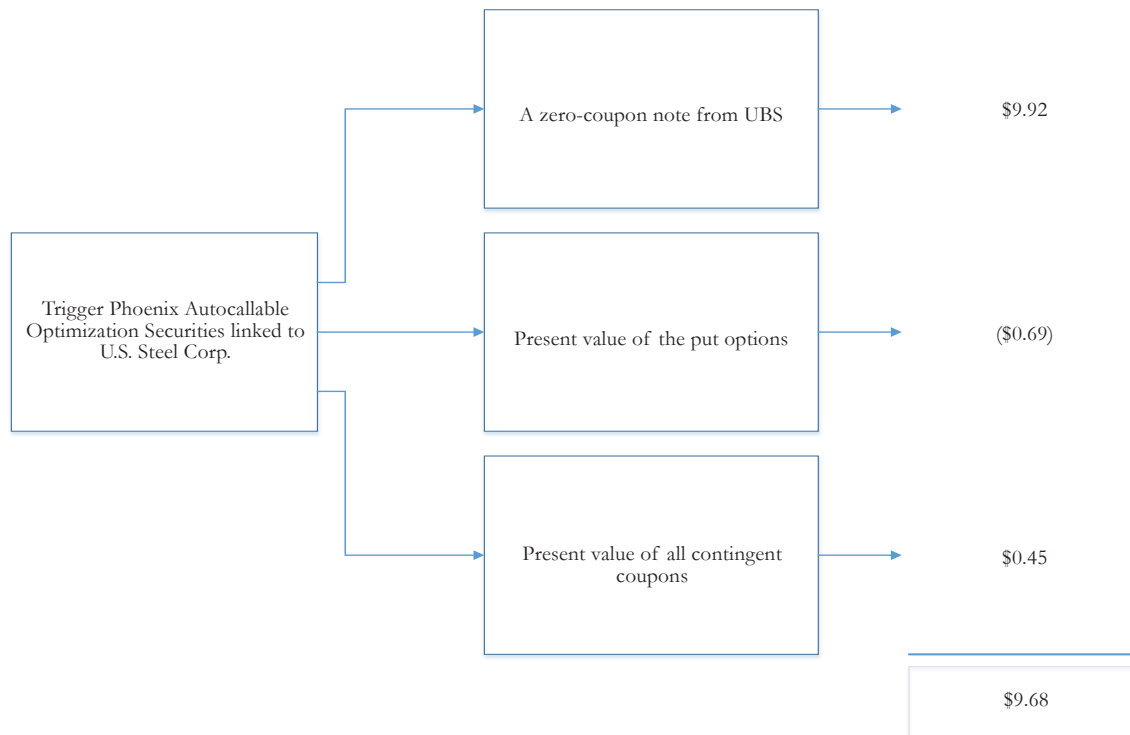 A zero-coupon note from UBS
$9.92
Trigger Phoenix Autocallable
Optimization Securities linked to
U.S. Steel Corp.
Present value of the put options
($0.69)
Present value of all contingent
coupons
$0.45
$9.68